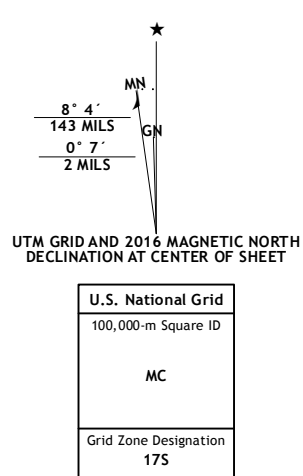 ★
MN
8° 4´
143 MILS
GN
0° 7´
2 MILS
UTM GRID AND 2016 MAGNETIC NORTH
DECLINATION AT CENTER OF SHEET
U.S. National Grid
100,000-m Square ID
MC
Grid Zone Designation
17S